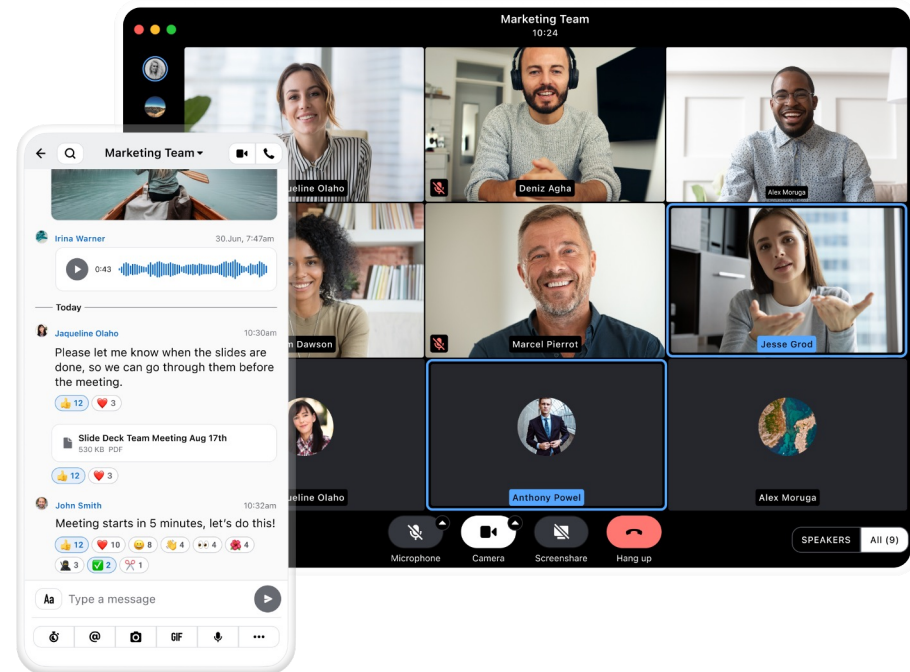 Marketing Team
10:24
ueline Olaho
Deniz Agha
Alex Moruga
m Dawson
Marcel Pierrot
Jesse Grod
ueline Olaho
Anthony Powel
Alex Moruga
Microphone
Camera
Screenshare
Hang up
SPEAKERS
All (9)
Marketing Team
Irina Warner
30.Jun, 7:47am
0:43
Today
Jaqueline Olaho
10:30am
Please let me know when the slides are
done, so we can go through them before
the meeting.
12
3
Slide Deck Team Meeting Aug 17th
530 KB PDF
12
3
John Smith
10:32am
Meeting starts in 5 minutes, let's do this!
12 10 8 4 4 4
3 2 1
Aa
Type a message
@
GIF